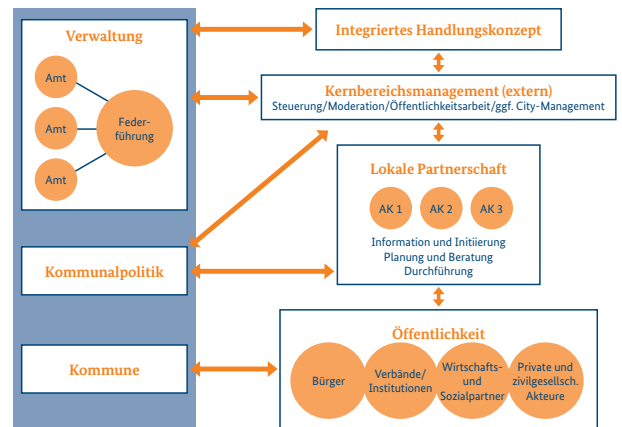 Verwaltung
Amt
Amt
Amt
Feder-
führung
Kommunalpolitik
Kommune
Integriertes Handlungskonzept
Kernbereichsmanagement (extern)
Steuerung/Moderation/Öffentlichkeitsarbeit/ggf. City-Management
Lokale Partnerschaft
AK 1 AK 2 AK 3
Information und Initiierung
Planung und Beratung
Durchführung
Öffentlichkeit
Bürger
Verbände/
Institutionen
Wirtschafts-
und
Sozialpartner
Private und
zivilgesellsch.
Akteure